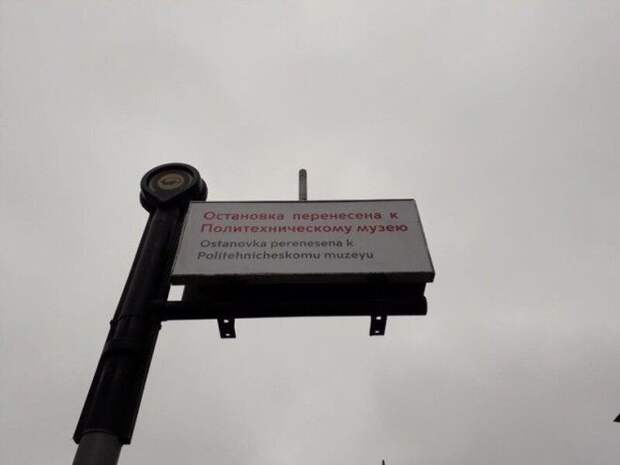 Остановка перенесена к
Политехническому музею
Ostanovka perenesena k
Politehnicheskomu muzeyu